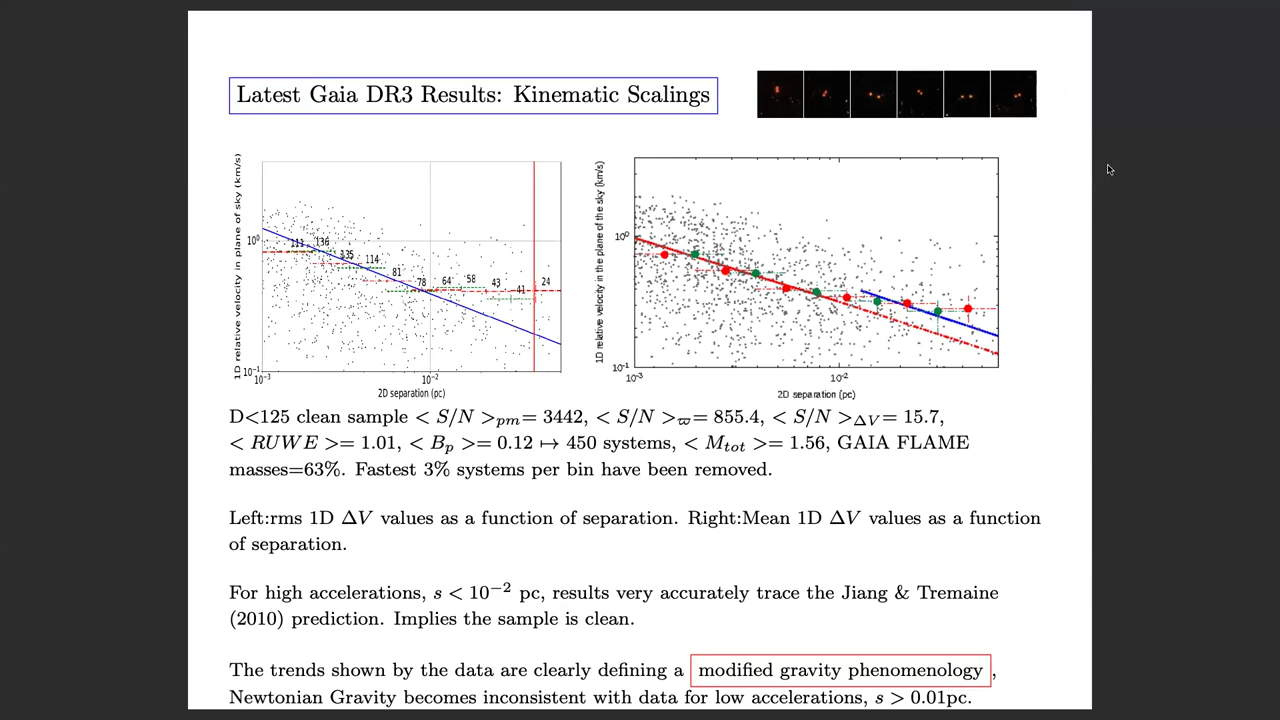 Latest Gaia DR3 Results: Kinematic Scalings
1D relative velocity in plane of sky (km/s)
10⁰
10⁻¹
10⁻³
10⁻²
111
136
135
114
81
78
64
58
43
41
24
2D separation (pc)
1D relative velocity in the plane of the sky [km/s]
10⁰
10⁻¹
10⁻³
10⁻²
2D separation (pc)
D<125 clean sample < S/N >pm= 3442, < S/N >ϖ= 855.4, < S/N >ΔV= 15.7,
< RUWE >= 1.01, < Bp >= 0.12 ↦ 450 systems, < Mtot >= 1.56, GAIA FLAME
masses=63%. Fastest 3% systems per bin have been removed.
Left:rms 1D ΔV values as a function of separation. Right:Mean 1D ΔV values as a function
of separation.
For high accelerations, s < 10⁻² pc, results very accurately trace the Jiang & Tremaine
(2010) prediction. Implies the sample is clean.
The trends shown by the data are clearly defining a modified gravity phenomenology,
Newtonian Gravity becomes inconsistent with data for low accelerations, s > 0.01pc.